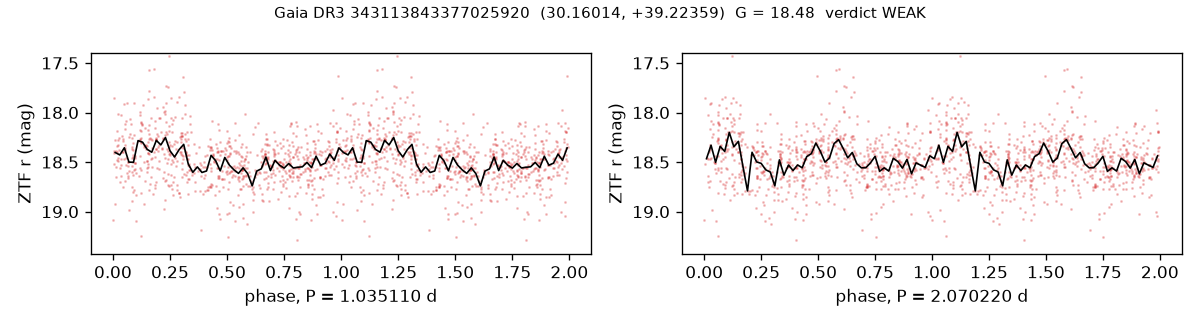 Gaia DR3 343113843377025920  (30.16014, +39.22359)  G = 18.48  verdict WEAK
ZTF r (mag)
17.5
18.0
18.5
19.0
0.00 0.25 0.50 0.75 1.00 1.25 1.50 1.75 2.00
phase, P = 1.035110 d
ZTF r (mag)
17.5
18.0
18.5
19.0
0.00 0.25 0.50 0.75 1.00 1.25 1.50 1.75 2.00
phase, P = 2.070220 d